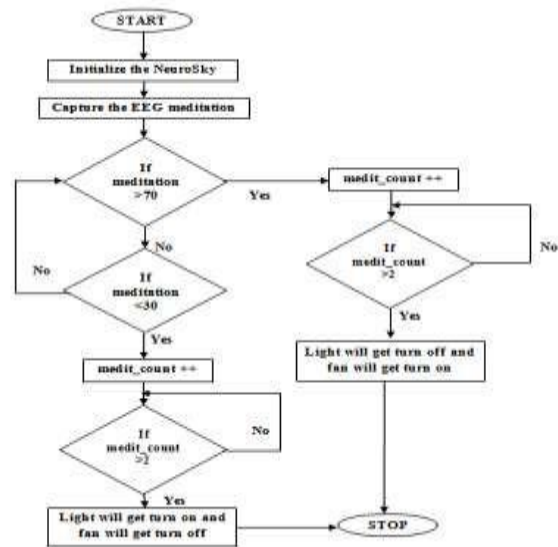 START
Initialize the NeuroSky
Capture the EEG meditation
If
meditation
>70
Yes
medit_count ++
No
If
medit_count
>2
No
Yes
Light will get turn off and
fan will get turn on
No
If
meditation
<30
Yes
medit_count ++
If
medit_count
>2
No
Yes
Light will get turn on and
fan will get turn off
STOP